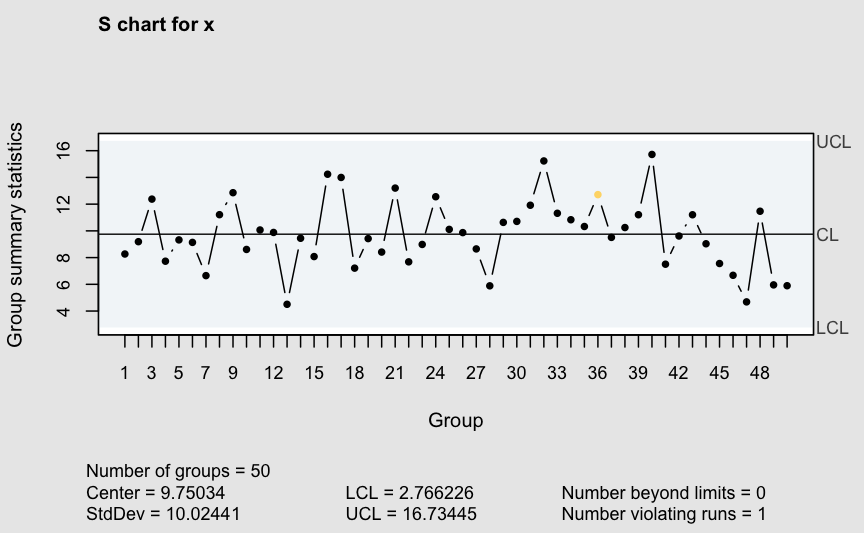 S chart for x
Group summary statistics
16
12
8
6
4
UCL
CL
LCL
1 3 5 7 9 12 15 18 21 24 27 30 33 36 39 42 45 48
Group
Number of groups = 50
Center = 9.75034 LCL = 2.766226 Number beyond limits = 0
StdDev = 10.02441 UCL = 16.73445 Number violating runs = 1